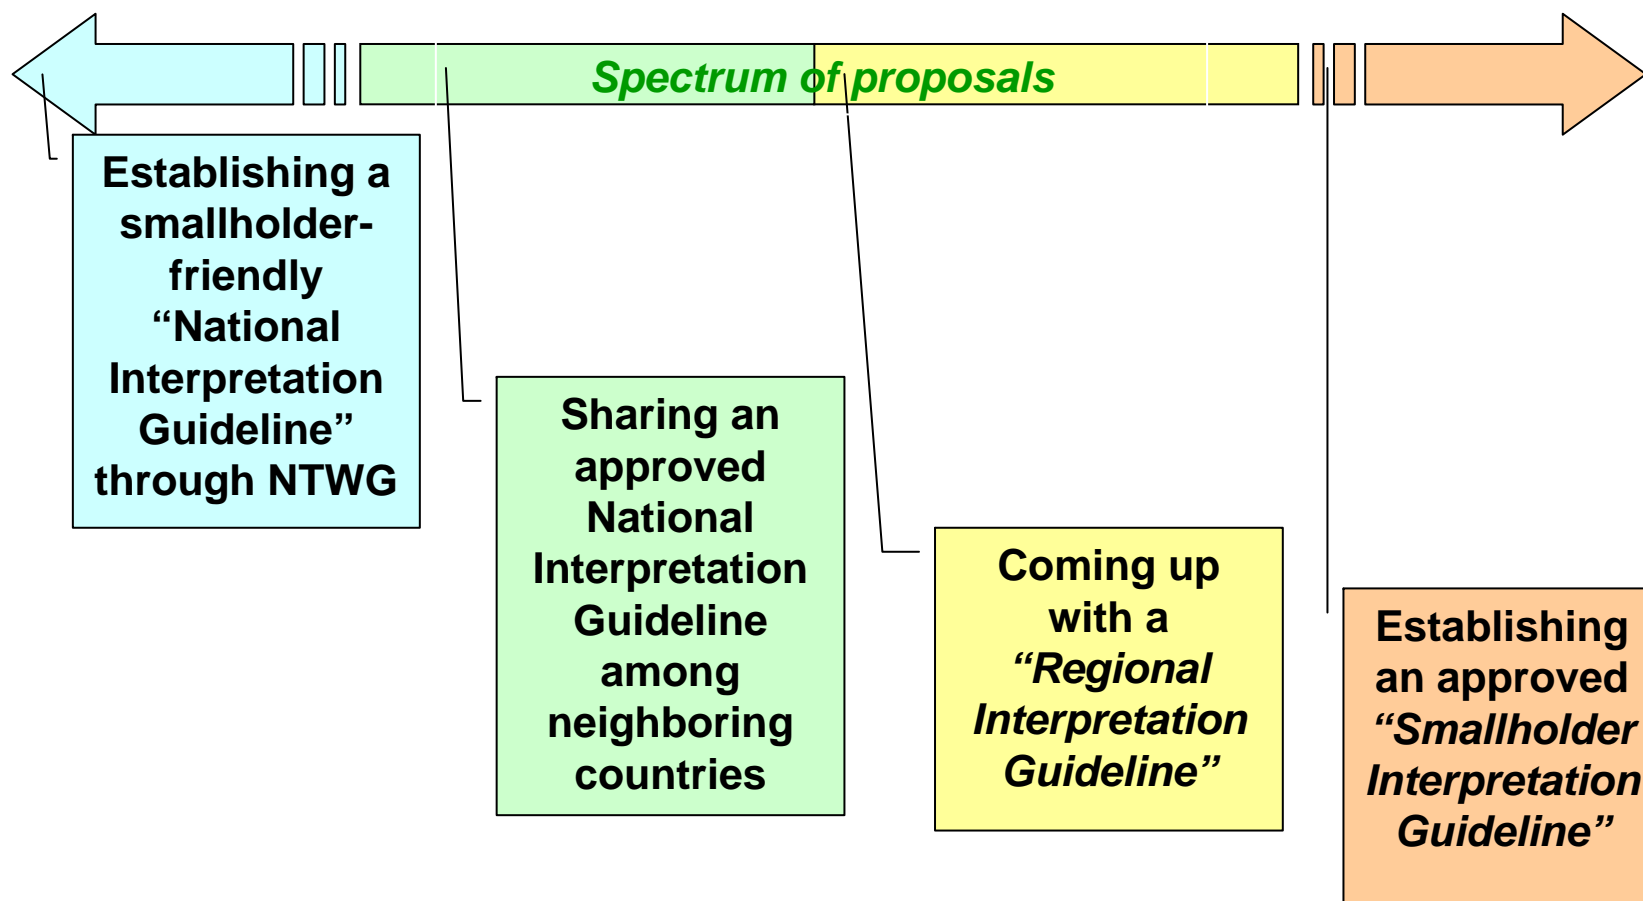 Spectrum of proposals
Establishing a
smallholder-
friendly
“National
Interpretation
Guideline”
through NTWG
Sharing an
approved
National
Interpretation
Guideline
among
neighboring
countries
Coming up
with a
“Regional
Interpretation
Guideline”
Establishing
an approved
“Smallholder
Interpretation
Guideline”